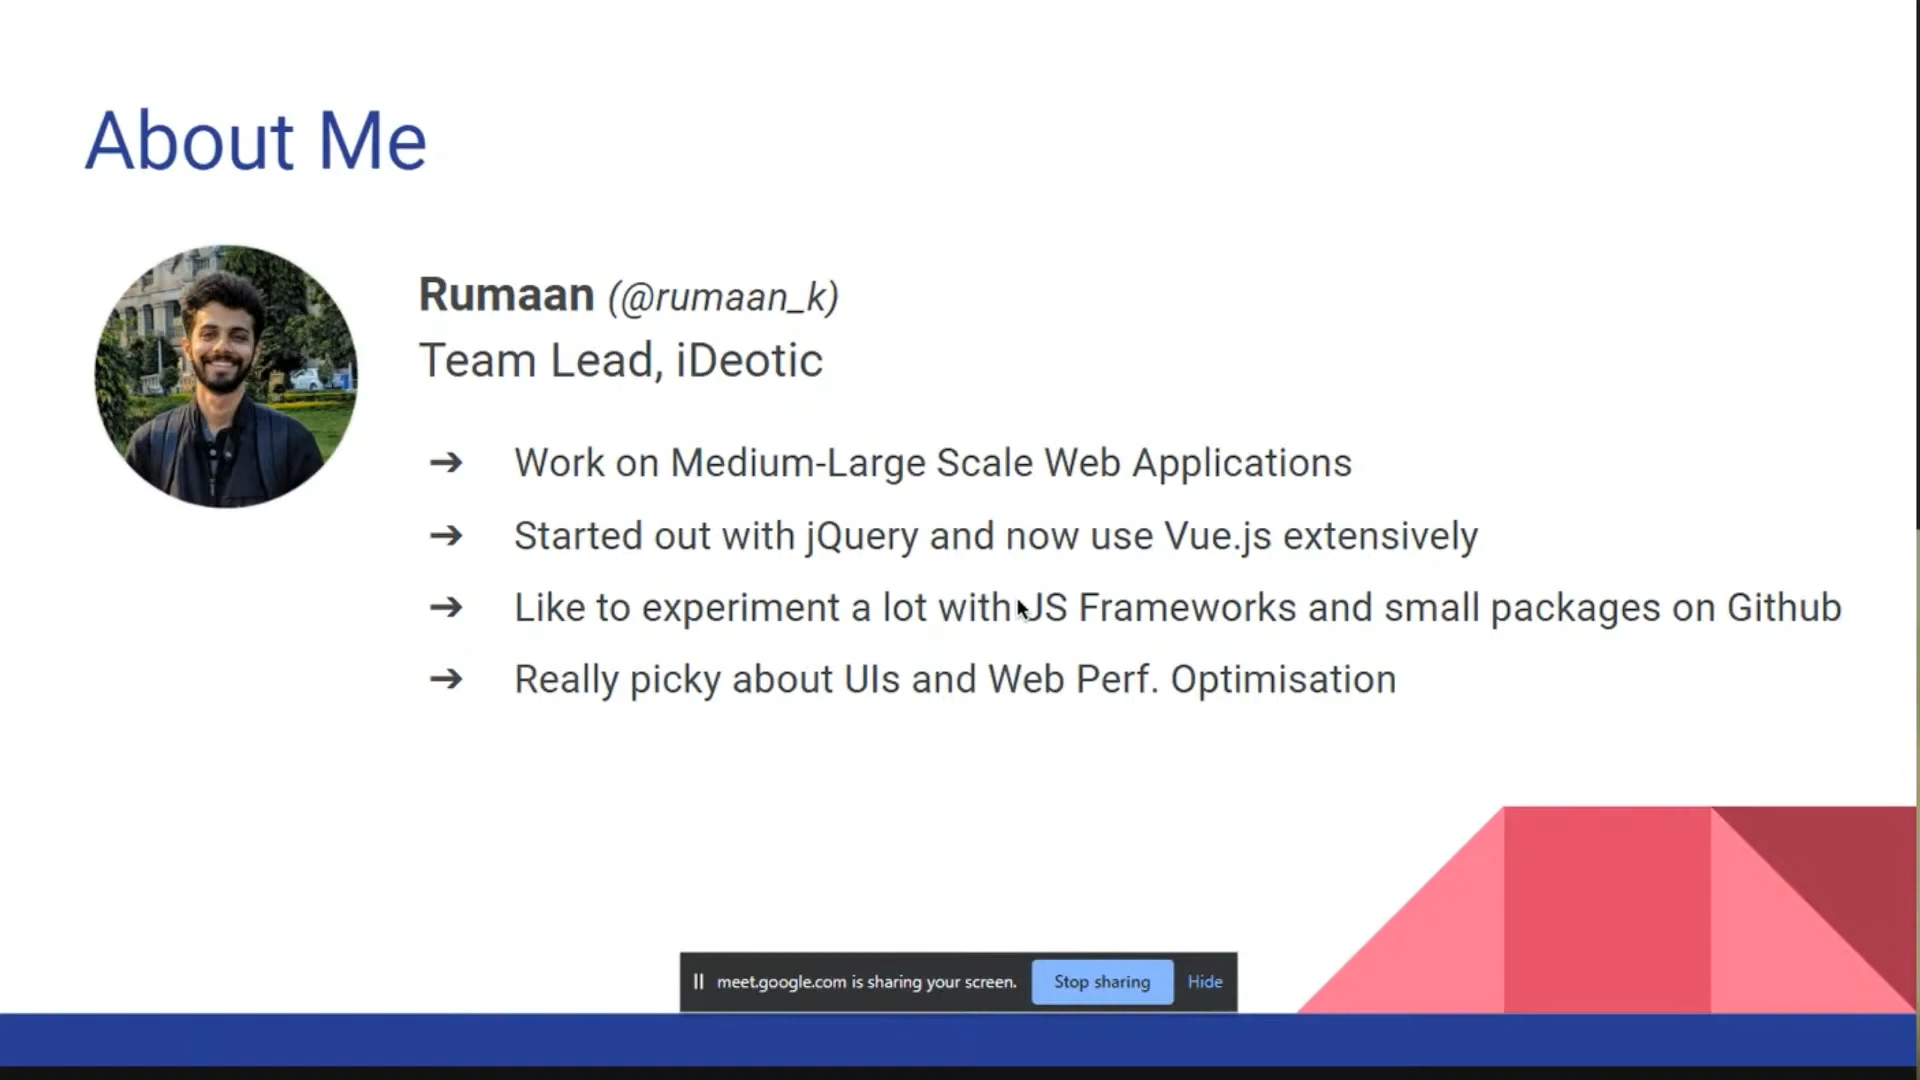 About Me
Rumaan (@rumaan_k)
Team Lead, iDeotic
➔ Work on Medium-Large Scale Web Applications
➔ Started out with jQuery and now use Vue.js extensively
➔ Like to experiment a lot with JS Frameworks and small packages on Github
➔ Really picky about UIs and Web Perf. Optimisation
meet.google.com is sharing your screen. Stop sharing Hide